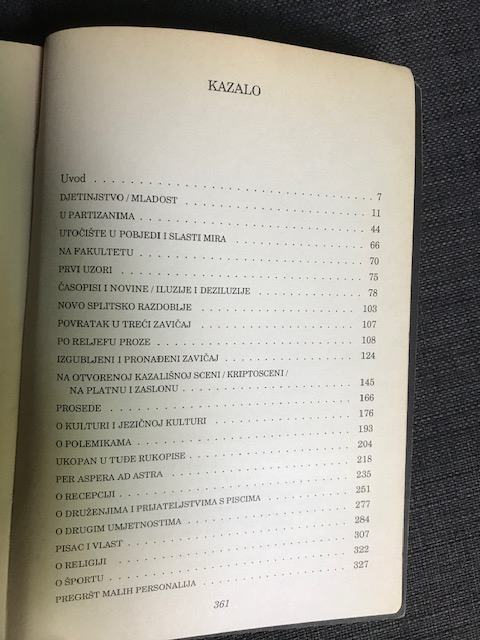 KAZALO
Uvod . . . . . . . . . . . . . . . . . . . . 7
DJETINJSTVO / MLADOST . . . . . . . . . . . . . . . . . . . . 11
U PARTIZANIMA . . . . . . . . . . . . . . . . . . . . 44
UTOČIŠTE U POBJEDI I SLASTI MIRA . . . . . . . . . . . . . . . . . . . . 66
NA FAKULTETU . . . . . . . . . . . . . . . . . . . . 70
PRVI UZORI . . . . . . . . . . . . . . . . . . . . 75
ČASOPISI I NOVINE / ILUZIJE I DEZILUZIJE . . . . . . . . . . . . . . . . . . . . 78
NOVO SPLITSKO RAZDOBLJE . . . . . . . . . . . . . . . . . . . . 103
POVRATAK U TREĆI ZAVIČAJ . . . . . . . . . . . . . . . . . . . . 107
PO RELJEFU PROZE . . . . . . . . . . . . . . . . . . . . 108
IZGUBLJENI I PRONAĐENI ZAVIČAJ . . . . . . . . . . . . . . . . . . . . 124
NA OTVORENOJ KAZALIŠNOJ SCENI / KRIPTOSCENI /
NA PLATNU I ZASLONU . . . . . . . . . . . . . . . . . . . . 145
PROSEDE . . . . . . . . . . . . . . . . . . . . 166
O KULTURI I JEZIČNOJ KULTURI . . . . . . . . . . . . . . . . . . . . 176
O POLEMIKAMA . . . . . . . . . . . . . . . . . . . . 193
UKOPAN U TUĐE RUKOPISE . . . . . . . . . . . . . . . . . . . . 204
PER ASPERA AD ASTRA . . . . . . . . . . . . . . . . . . . . 218
O RECEPCIJI . . . . . . . . . . . . . . . . . . . . 235
O DRUŽENJIMA I PRIJATELJSTVIMA S PISCIMA . . . . . . . . . . . . . . . . . . . . 251
O DRUGIM UMJETNOSTIMA . . . . . . . . . . . . . . . . . . . . 277
PISAC I VLAST . . . . . . . . . . . . . . . . . . . . 284
O RELIGIJI . . . . . . . . . . . . . . . . . . . . 307
O ŠPORTU . . . . . . . . . . . . . . . . . . . . 322
PREGRŠT MALIH PERSONALIJA . . . . . . . . . . . . . . . . . . . . 327
361